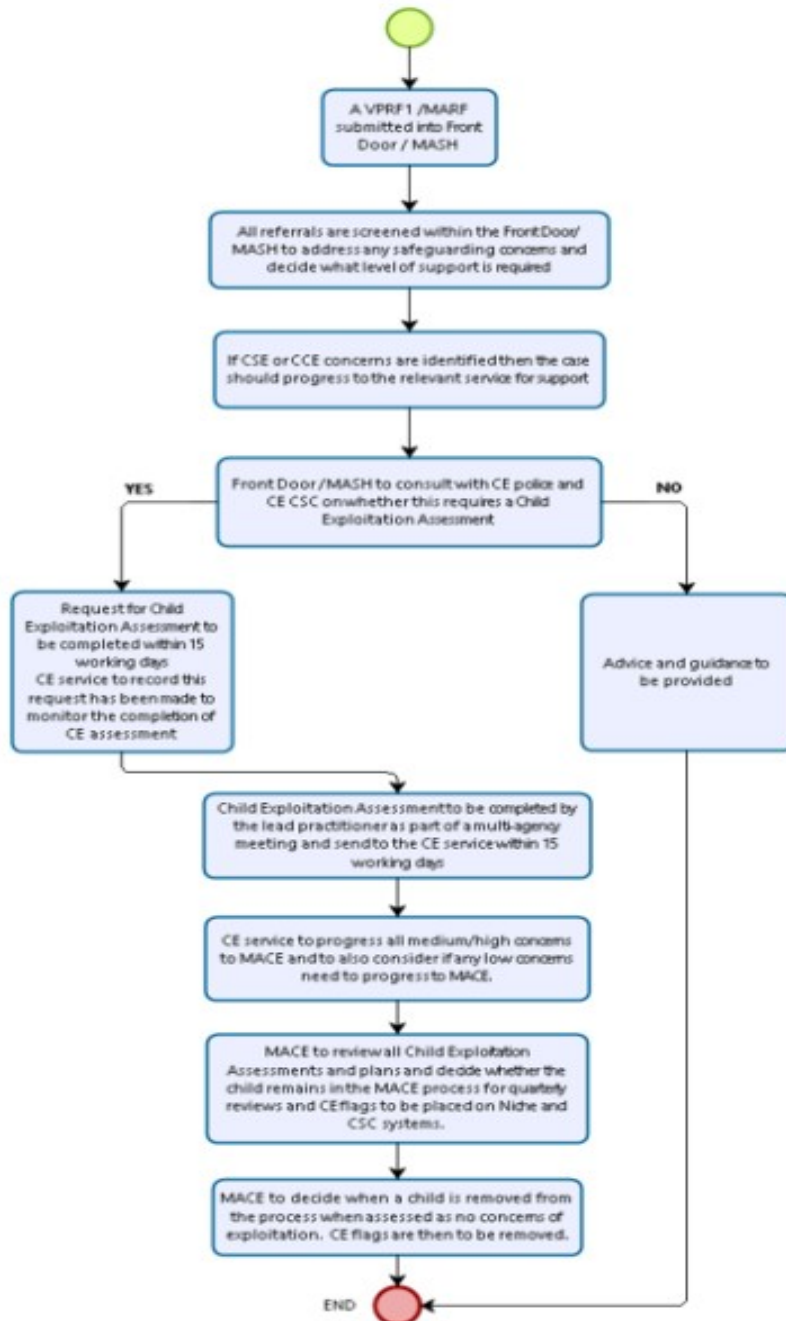 A VPRF1 /MARF
submitted into Front
Door / MASH
All referrals are screened within the Front Door/
MASH to address any safeguarding concerns and
decide what level of support is required
If CSE or CCE concerns are identified then the case
should progress to the relevant service for support
Front Door /MASH to consult with CE police and
CE CSC on whether this requires a Child
Exploitation Assessment
YES
NO
Request for Child
Exploitation Assessment to
be completed within 15
working days
CE service to record this
request has been made to
monitor the completion of
CE assessment
Advice and guidance to
be provided
Child Exploitation Assessment to be completed by
the lead practitioner as part of a multi-agency
meeting and send to the CE service within 15
working days
CE service to progress all medium/high concerns
to MACE and to also consider if any low concerns
need to progress to MACE.
MACE to review all Child Exploitation
Assessments and plans and decide whether the
child remains in the MACE process for quarterly
reviews and CE flags to be placed on Niche and
CSC systems.
MACE to decide when a child is removed from
the process when assessed as no concerns of
exploitation. CE flags are then to be removed.
END